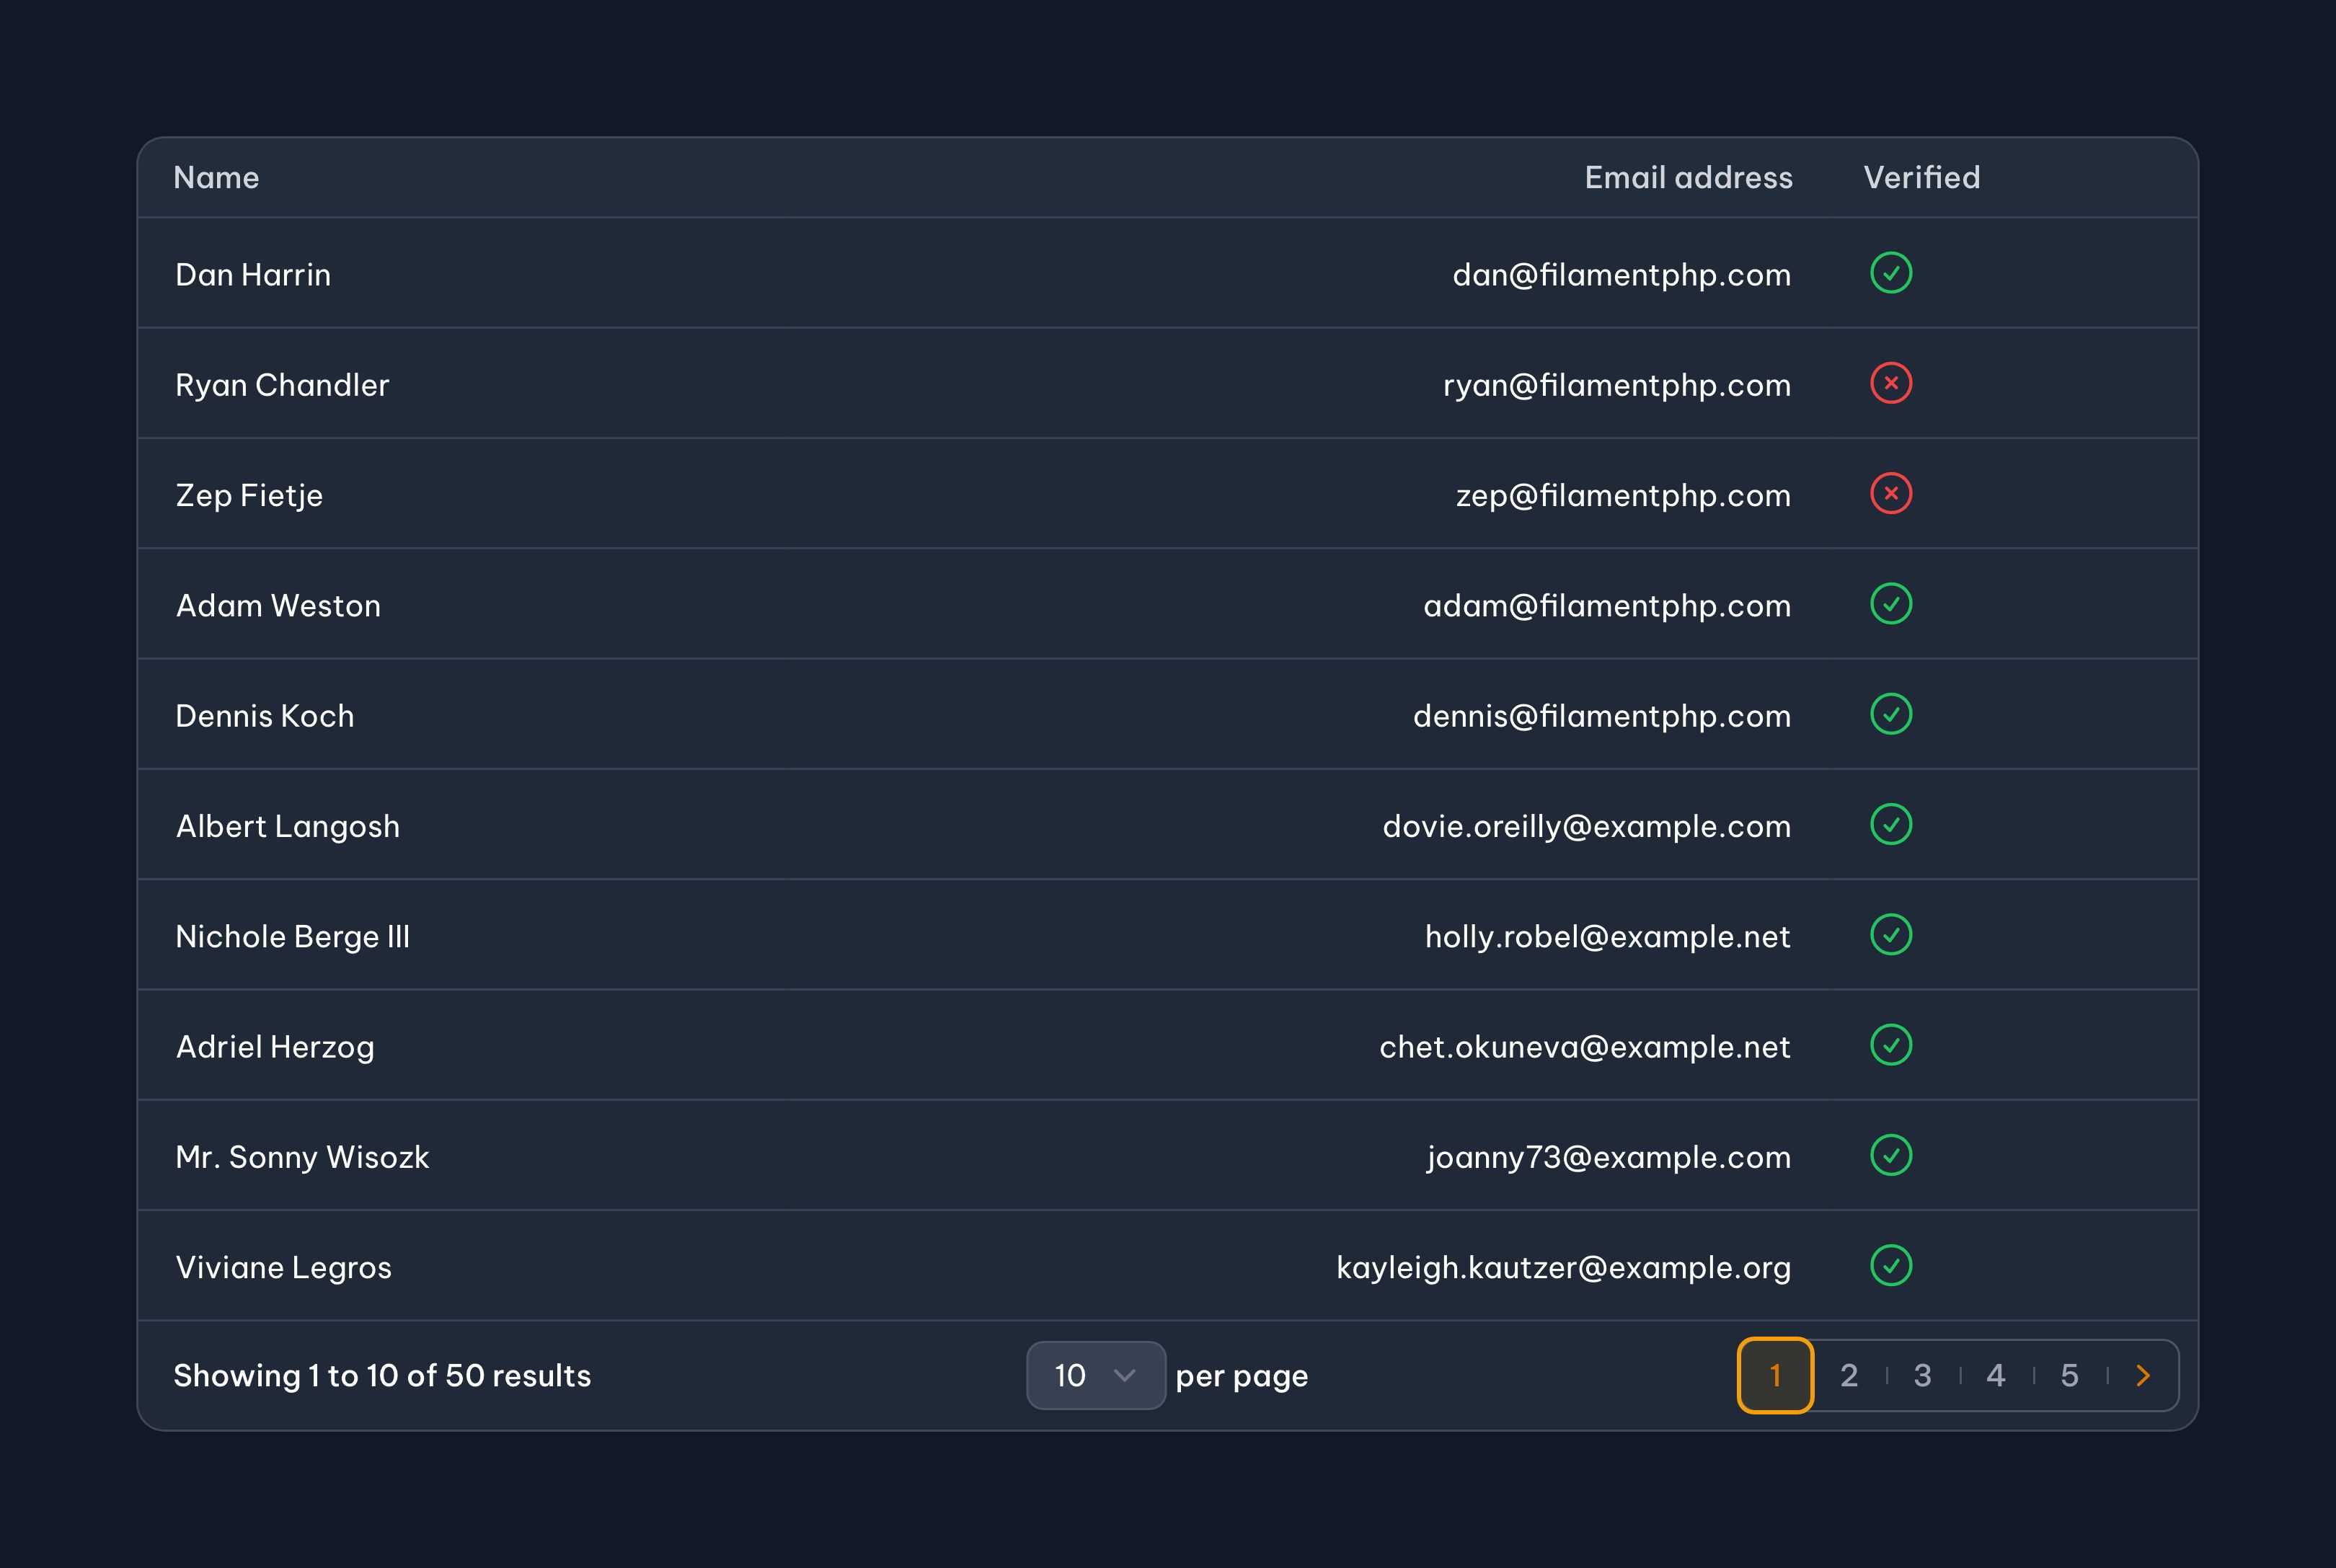 Name Email address Verified
Dan Harrin dan@filamentphp.com
Ryan Chandler ryan@filamentphp.com
Zep Fietje zep@filamentphp.com
Adam Weston adam@filamentphp.com
Dennis Koch dennis@filamentphp.com
Albert Langosh dovie.oreilly@example.com
Nichole Berge III holly.robel@example.net
Adriel Herzog chet.okuneva@example.net
Mr. Sonny Wisozk joanny73@example.com
Viviane Legros kayleigh.kautzer@example.org
Showing 1 to 10 of 50 results 10 per page 1 2 3 4 5